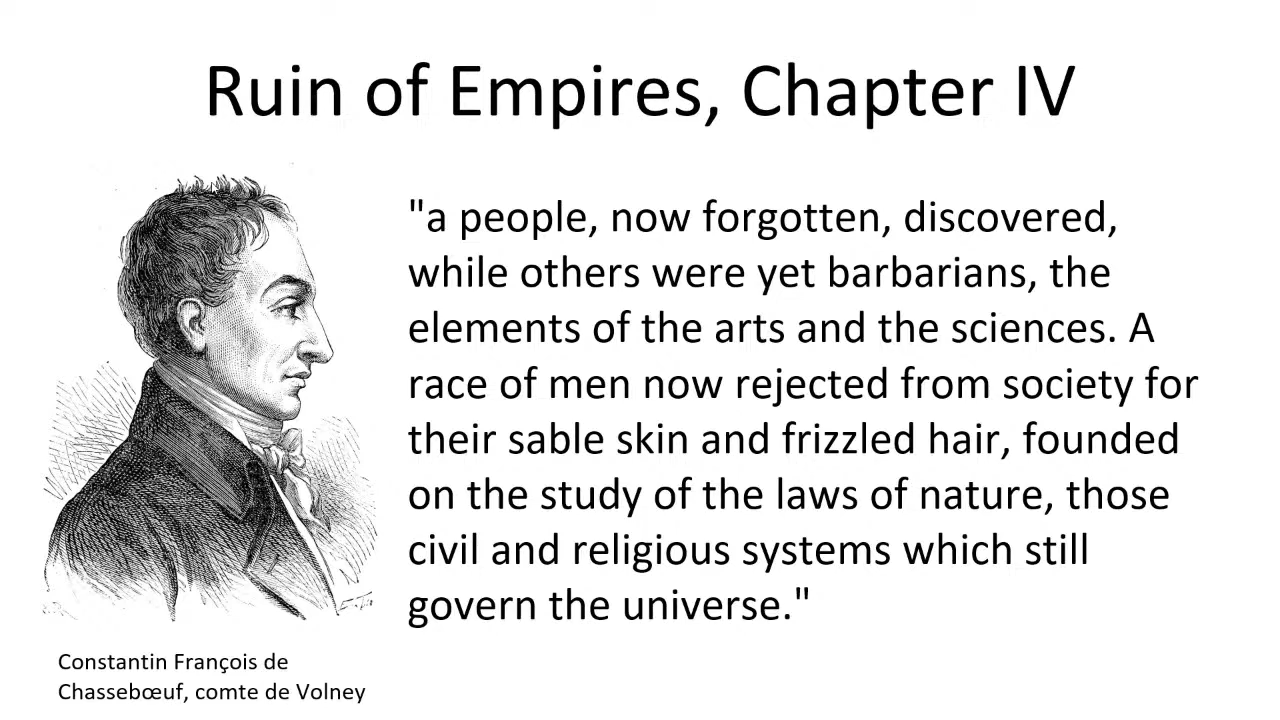 Ruin of Empires, Chapter IV
"a people, now forgotten, discovered,
while others were yet barbarians, the
elements of the arts and the sciences. A
race of men now rejected from society for
their sable skin and frizzled hair, founded
on the study of the laws of nature, those
civil and religious systems which still
govern the universe."
Constantin François de
Chassebœuf, comte de Volney